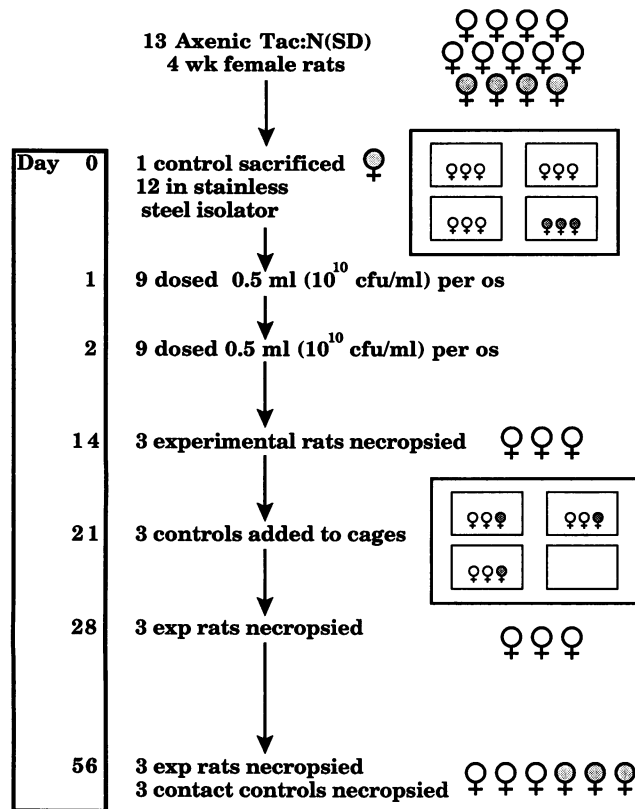 13 Axenic Tac:N(SD)
4 wk female rats
Day 0
1 control sacrificed
12 in stainless
steel isolator
1
9 dosed 0.5 ml (10^10 cfu/ml) per os
2
9 dosed 0.5 ml (10^10 cfu/ml) per os
14
3 experimental rats necropsied
21
3 controls added to cages
28
3 exp rats necropsied
56
3 exp rats necropsied
3 contact controls necropsied